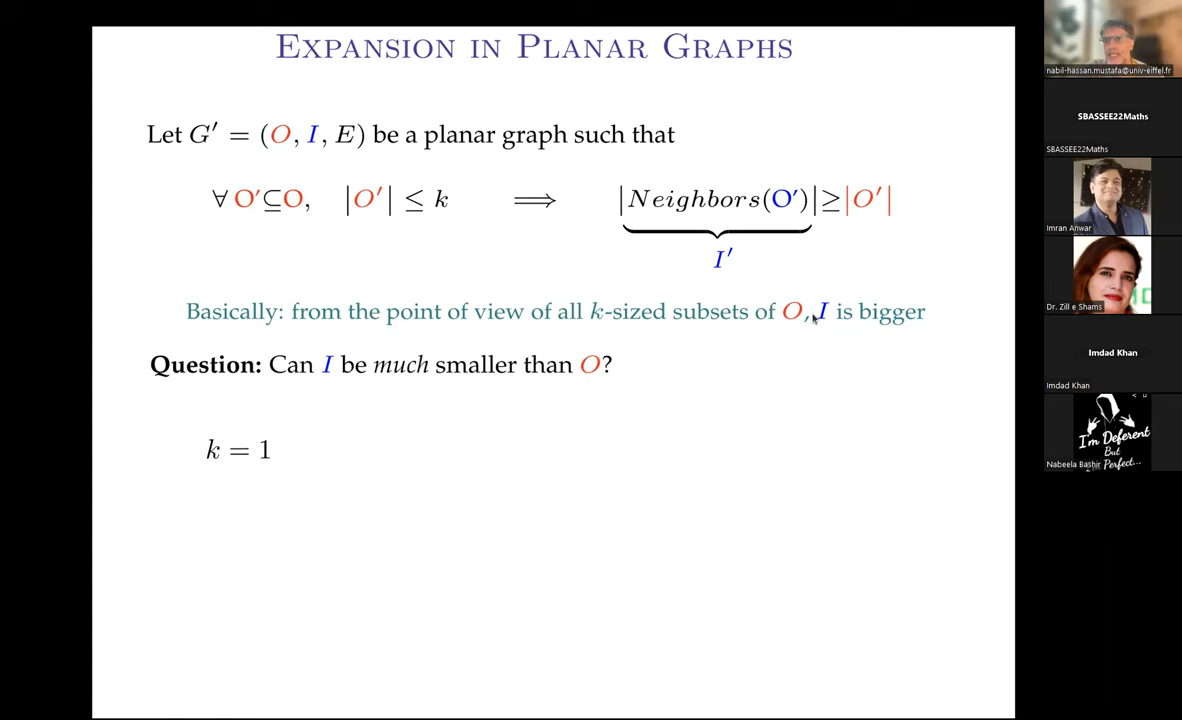 EXPANSION IN PLANAR GRAPHS
Let G′ = (O, I, E) be a planar graph such that
∀ O′⊆O, |O′| ≤ k ⟹ |Neighbors(O′)|≥|O′|
I′
Basically: from the point of view of all k-sized subsets of O, I is bigger
Question: Can I be much smaller than O?
k = 1
nabil-hassan.mustafa@univ-eiffel.fr
SBASSEE22Maths
SBASSEE22Maths
Imran Anwar
Dr. Zill e Shams
Imdad Khan
Imdad Khan
I'm Deferent
But
Perfect...
Nabeela Bashir